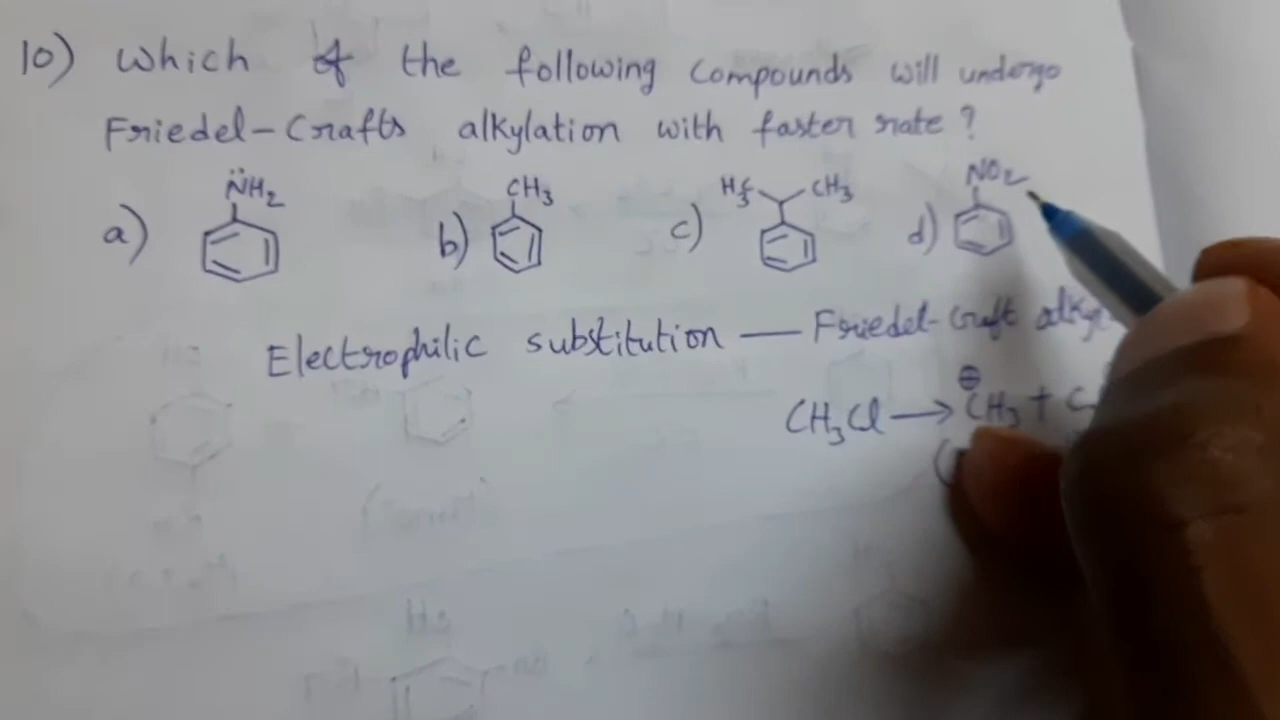 10) Which of the following compounds will undergo
Friedel-Crafts alkylation with faster rate ?
a) N̈H₂ b) CH₃ c) H₃C CH₃ d) NO₂
Electrophilic substitution — Friedel-Craft
CH₃Cl → ⊖CH₃ +